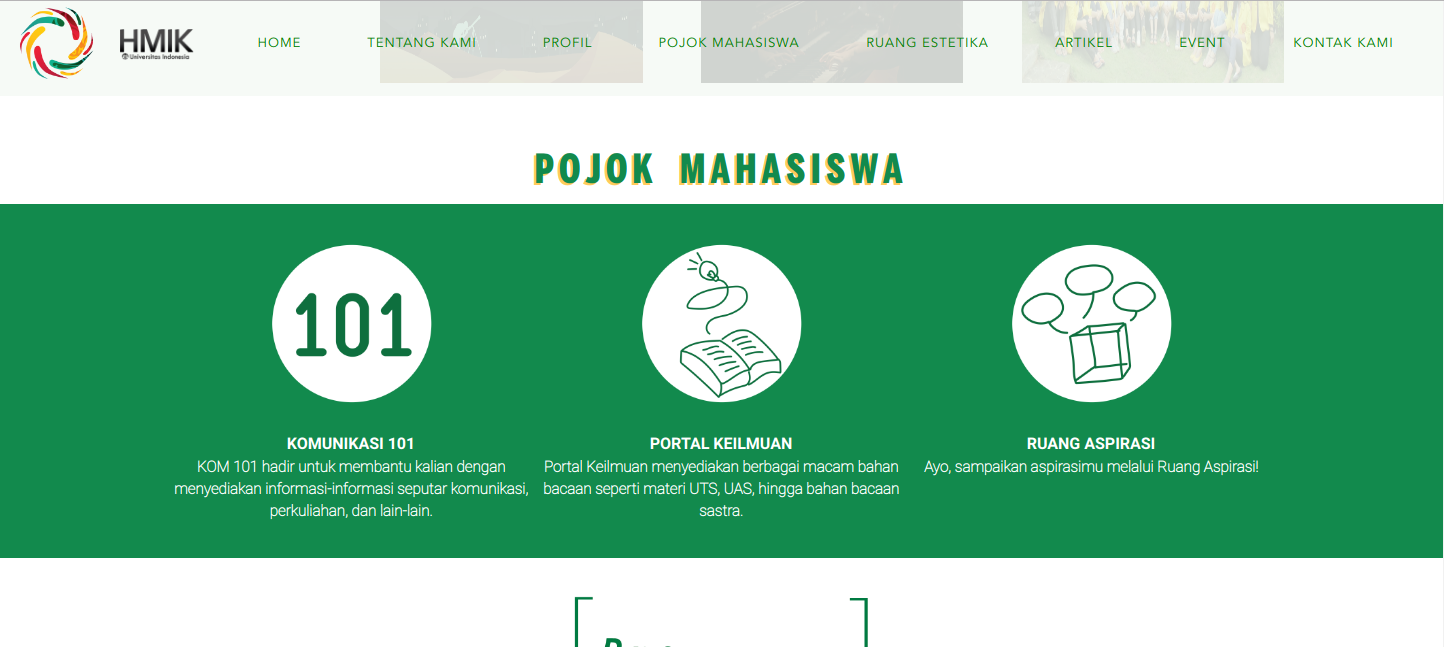 HMIK
Universitas Indonesia
HOME TENTANG KAMI PROFIL POJOK MAHASISWA RUANG ESTETIKA ARTIKEL EVENT KONTAK KAMI
POJOK MAHASISWA
101
KOMUNIKASI 101
KOM 101 hadir untuk membantu kalian dengan
menyediakan informasi-informasi seputar komunikasi,
perkuliahan, dan lain-lain.
PORTAL KEILMUAN
Portal Keilmuan menyediakan berbagai macam bahan
bacaan seperti materi UTS, UAS, hingga bahan bacaan
sastra.
RUANG ASPIRASI
Ayo, sampaikan aspirasimu melalui Ruang Aspirasi!